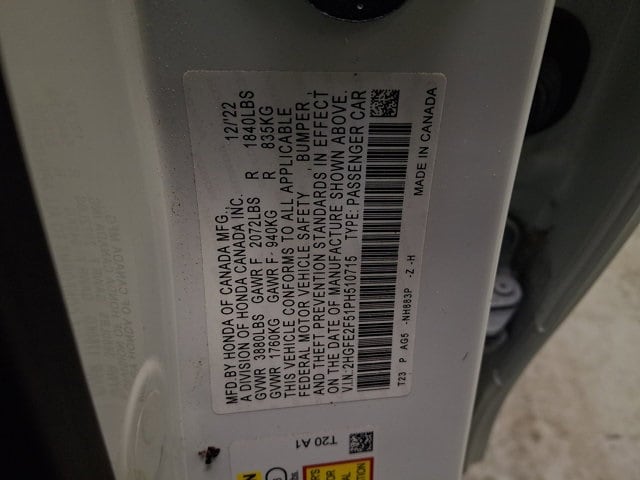 MFD.BY HONDA OF CANADA MFG., 12/'22
A DIVISION OF HONDA CANADA INC.
GVWR 3880LBS GAWR F 2072LBS R 1840LBS
GVWR 1760KG GAWR F- 940KG R 835KG
THIS VEHICLE CONFORMS TO ALL APPLICABLE
FEDERAL MOTOR VEHICLE SAFETY, BUMPER,
AND THEFT PREVENTION STANDARDS IN EFFECT
ON THE DATE OF MANUFACTURE SHOWN ABOVE.
V.I.N: 2HGFE2F51PH510715 TYPE: PASSENGER CAR
T23 P AG5 -NH883P -Z -H
MADE IN CANADA
T20 A1